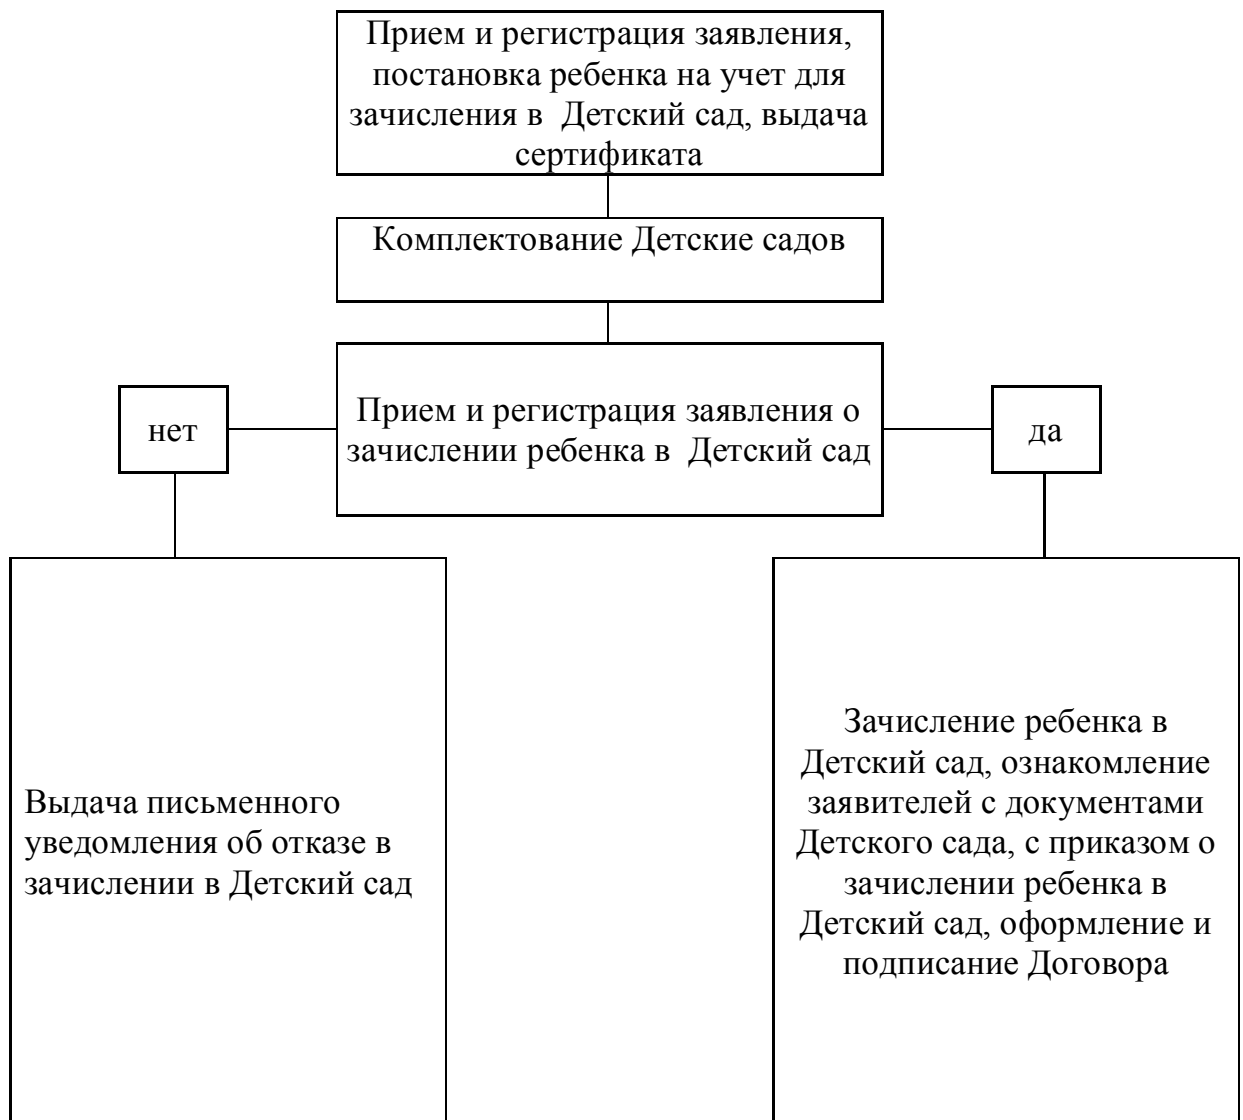 Прием и регистрация заявления,
постановка ребенка на учет для
зачисления в  Детский сад, выдача
сертификата
Комплектование Детские садов
Прием и регистрация заявления о
зачислении ребенка в  Детский сад
нет
да
Выдача письменного
уведомления об отказе в
зачислении в Детский сад
Зачисление ребенка в
Детский сад, ознакомление
заявителей с документами
Детского сада, с приказом о
зачислении ребенка в
Детский сад, оформление и
подписание Договора